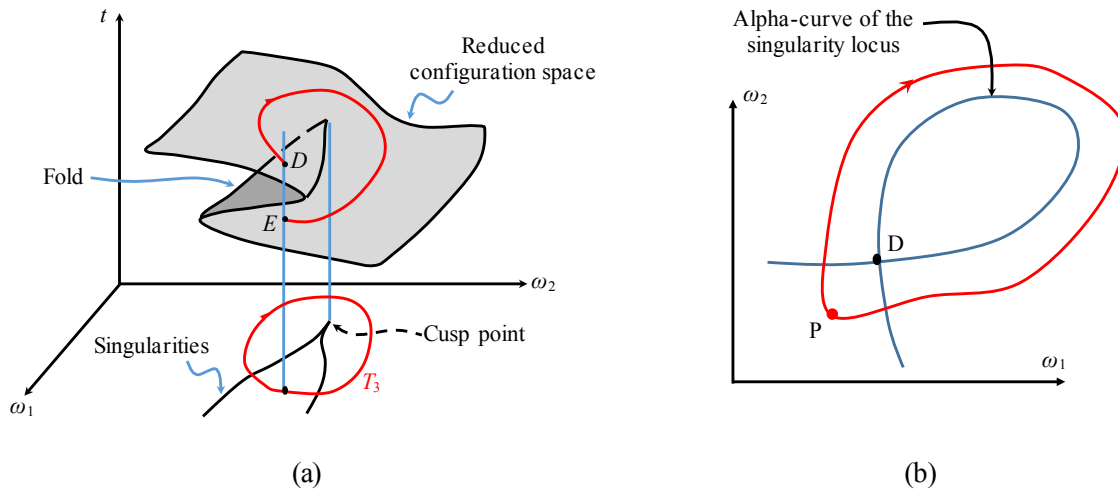 t
Reduced
configuration space
D
Fold
E
ω₂
Cusp point
Singularities
T₃
ω₁
(a)
Alpha-curve of the
singularity locus
ω₂
D
P
ω₁
(b)